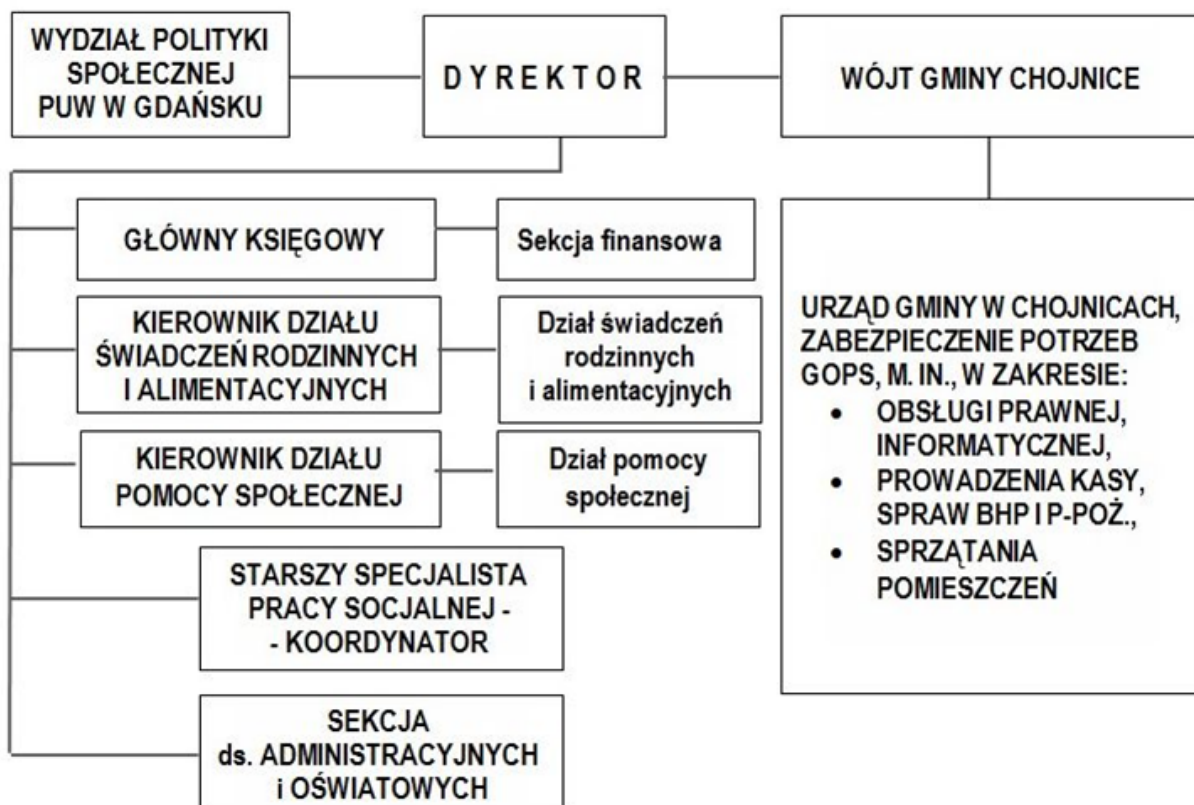 WYDZIAŁ POLITYKI
SPOŁECZNEJ
PUW W GDAŃSKU
D Y R E K T O R
WÓJT GMINY CHOJNICE
GŁÓWNY KSIĘGOWY
Sekcja finansowa
KIEROWNIK DZIAŁU
ŚWIADCZEŃ RODZINNYCH
I ALIMENTACYJNYCH
Dział świadczeń
rodzinnych
i alimentacyjnych
KIEROWNIK DZIAŁU
POMOCY SPOŁECZNEJ
Dział pomocy
społecznej
STARSZY SPECJALISTA
PRACY SOCJALNEJ -
- KOORDYNATOR
SEKCJA
ds. ADMINISTRACYJNYCH
i OŚWIATOWYCH
URZĄD GMINY W CHOJNICACH,
ZABEZPIECZENIE POTRZEB
GOPS, M. IN., W ZAKRESIE:
• OBSŁUGI PRAWNEJ,
INFORMATYCZNEJ,
• PROWADZENIA KASY,
SPRAW BHP I P-POŻ.,
• SPRZĄTANIA
POMIESZCZEŃ